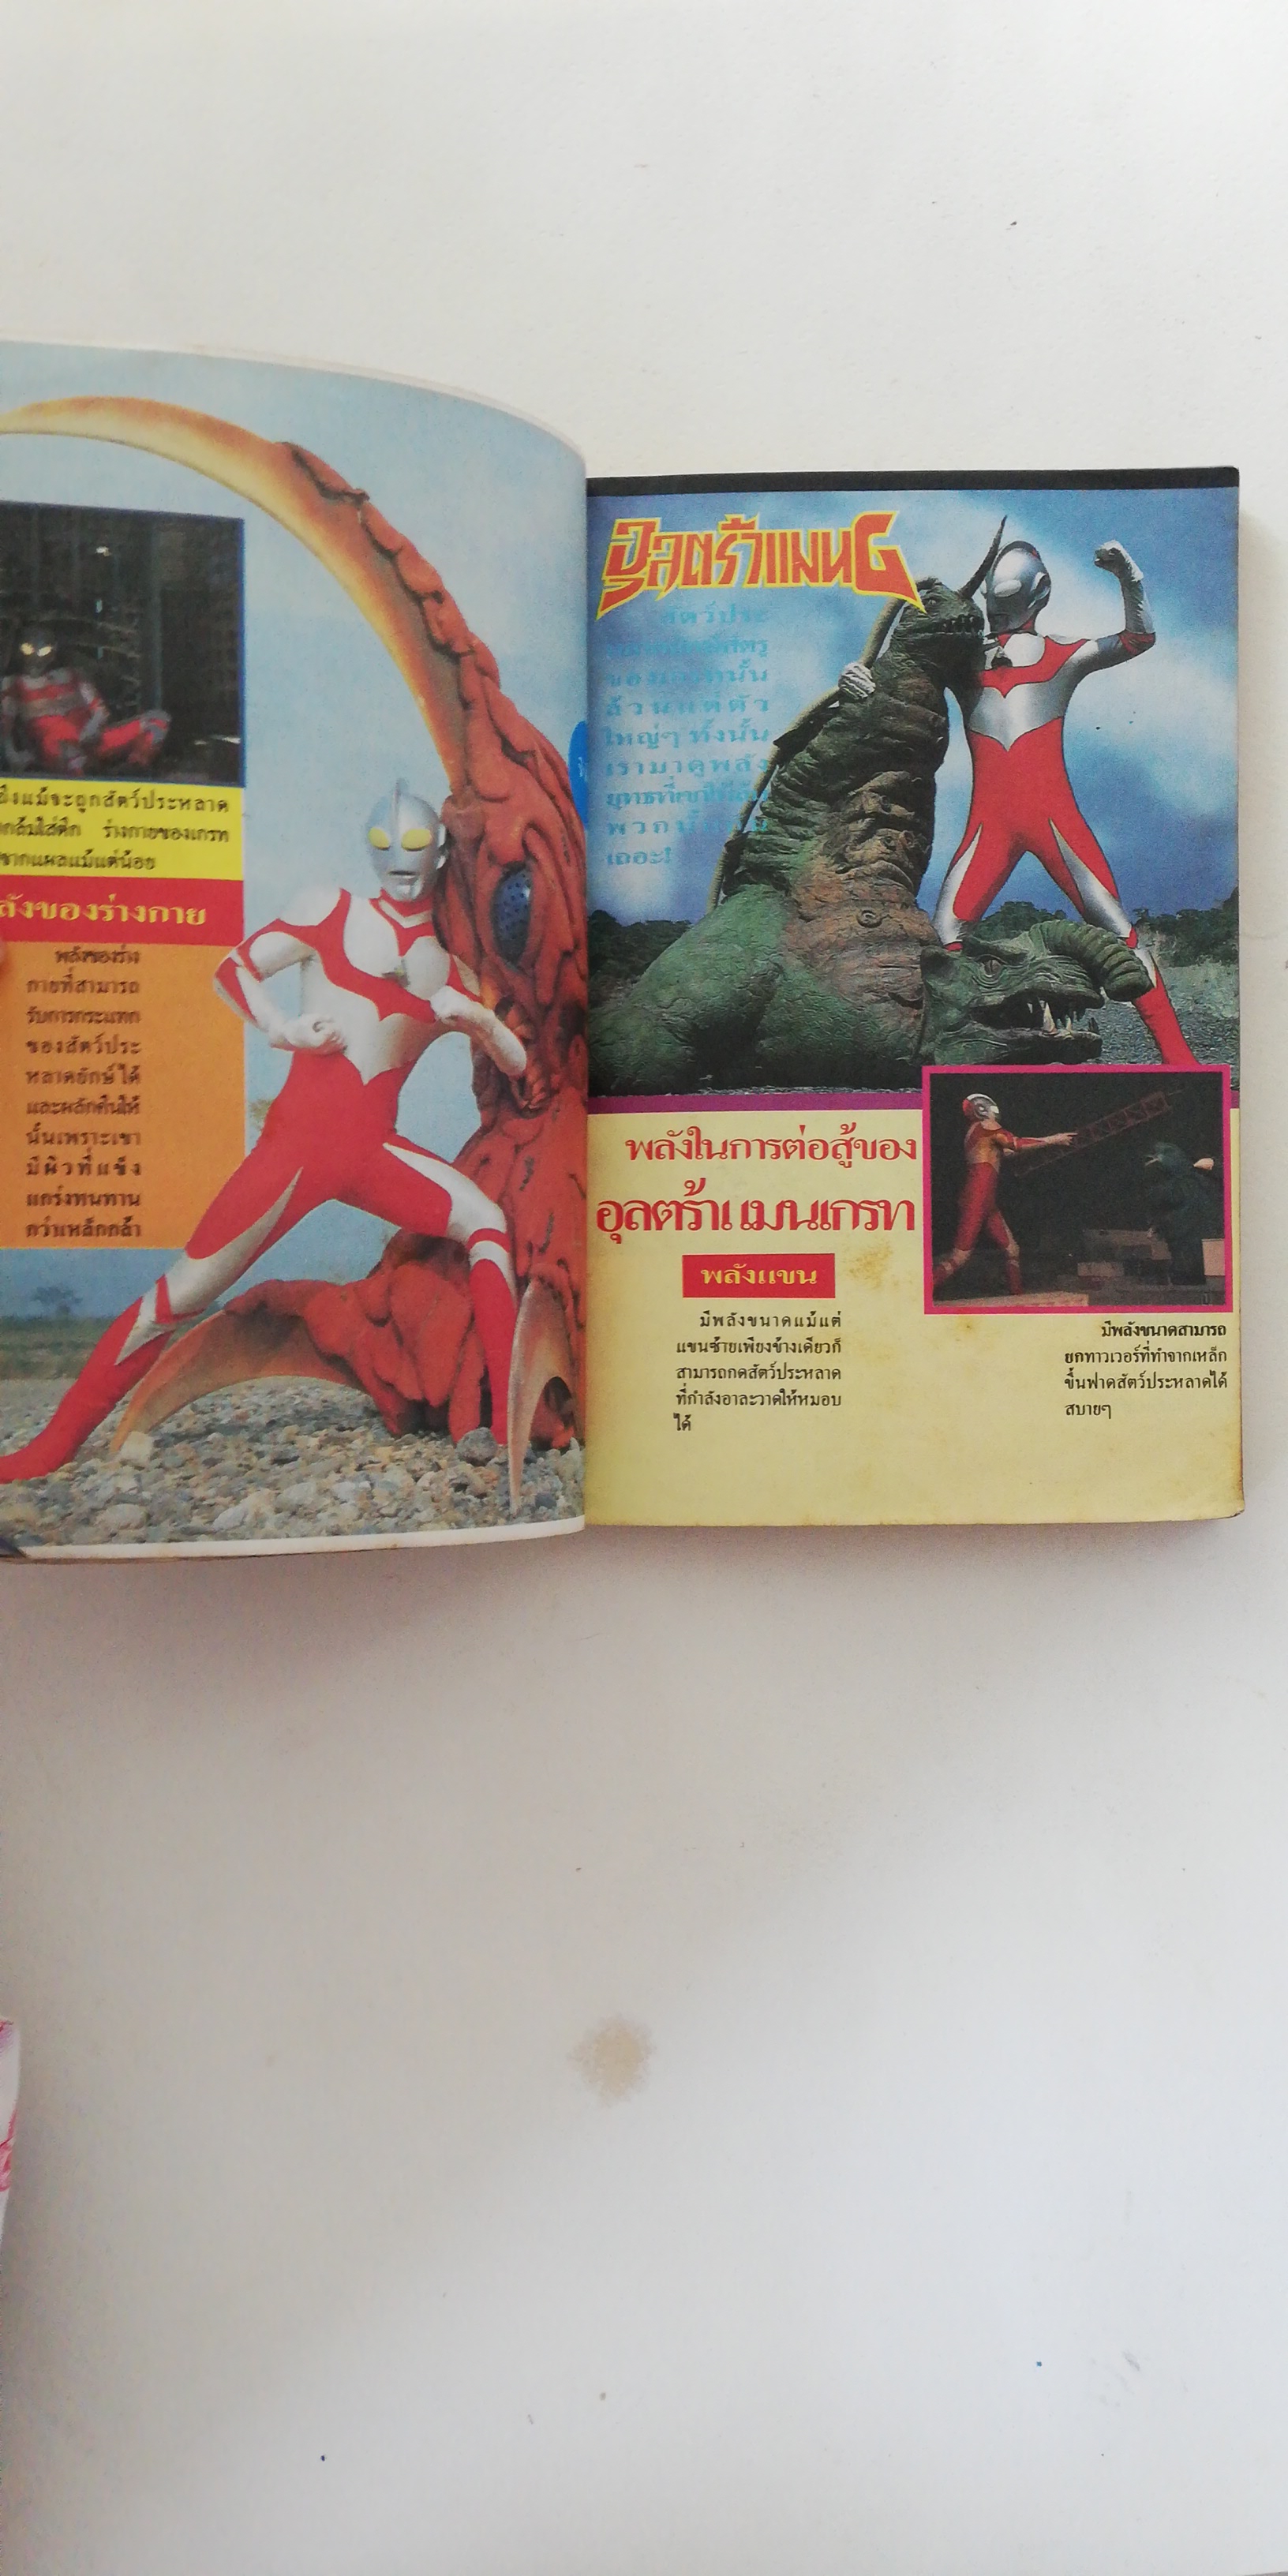 ถึงแม้จะถูกสัตว์ประหลาด
ร่างกายของเกรท
แม้แต่น้อย
ลังของร่างกาย
พลังของร่าง
กายที่สามารถ
รับการกระแทก
ของสัตว์ประ
หลาดยักษ์ได้
และผลักคืนให้
นั้นเพราะเขา
มีผิวที่แข็ง
แกร่งทนทาน
กว่าเหล็กกล้า
อุลตร้าแมนG
สัตว์ประ
ของเกรทนั้น
ล้วนแต่ตัว
ใหญ่ๆ ทั้งนั้น
เรามาดูพลัง
เถอะ!
พลังในการต่อสู้ของ
อุลตร้าแมนเกรท
พลังแขน
มีพลังขนาดแม้แต่
แขนซ้ายเพียงข้างเดียวก็
สามารถกดสัตว์ประหลาด
ที่กำลังอาละวาดให้หมอบ
ได้
มีพลังขนาดสามารถ
ยกทาวเวอร์ที่ทำจากเหล็ก
ขึ้นฟาดสัตว์ประหลาดได้
สบายๆ